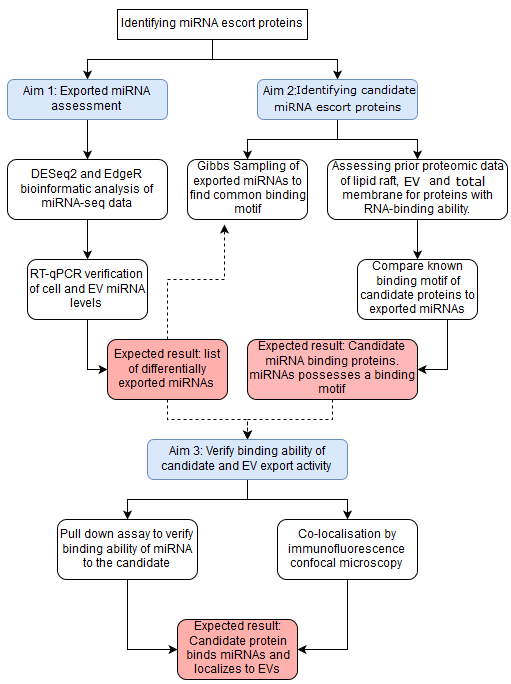 Identifying miRNA escort proteins
Aim 1: Exported miRNA
assessment
Aim 2:Identifying candidate
miRNA escort proteins
DESeq2 and EdgeR
bioinformatic analysis of
miRNA-seq data
Gibbs Sampling of
exported miRNAs to
find common binding
motif
Assessing prior proteomic data
of lipid raft, EV and total
membrane for proteins with
RNA-binding ability.
RT-qPCR verification
of cell and EV miRNA
levels
Compare known
binding motif of
candidate proteins to
exported miRNAs
Expected result: list
of differentially
exported miRNAs
Expected result: Candidate
miRNA binding proteins.
miRNAs possesses a binding
motif
Aim 3: Verify binding ability of
candidate and EV export activity
Pull down assay to verify
binding ability of miRNA
to the candidate
Co-localisation by
immunofluorescence
confocal microscopy
Expected result:
Candidate protein
binds miRNAs and
localizes to EVs